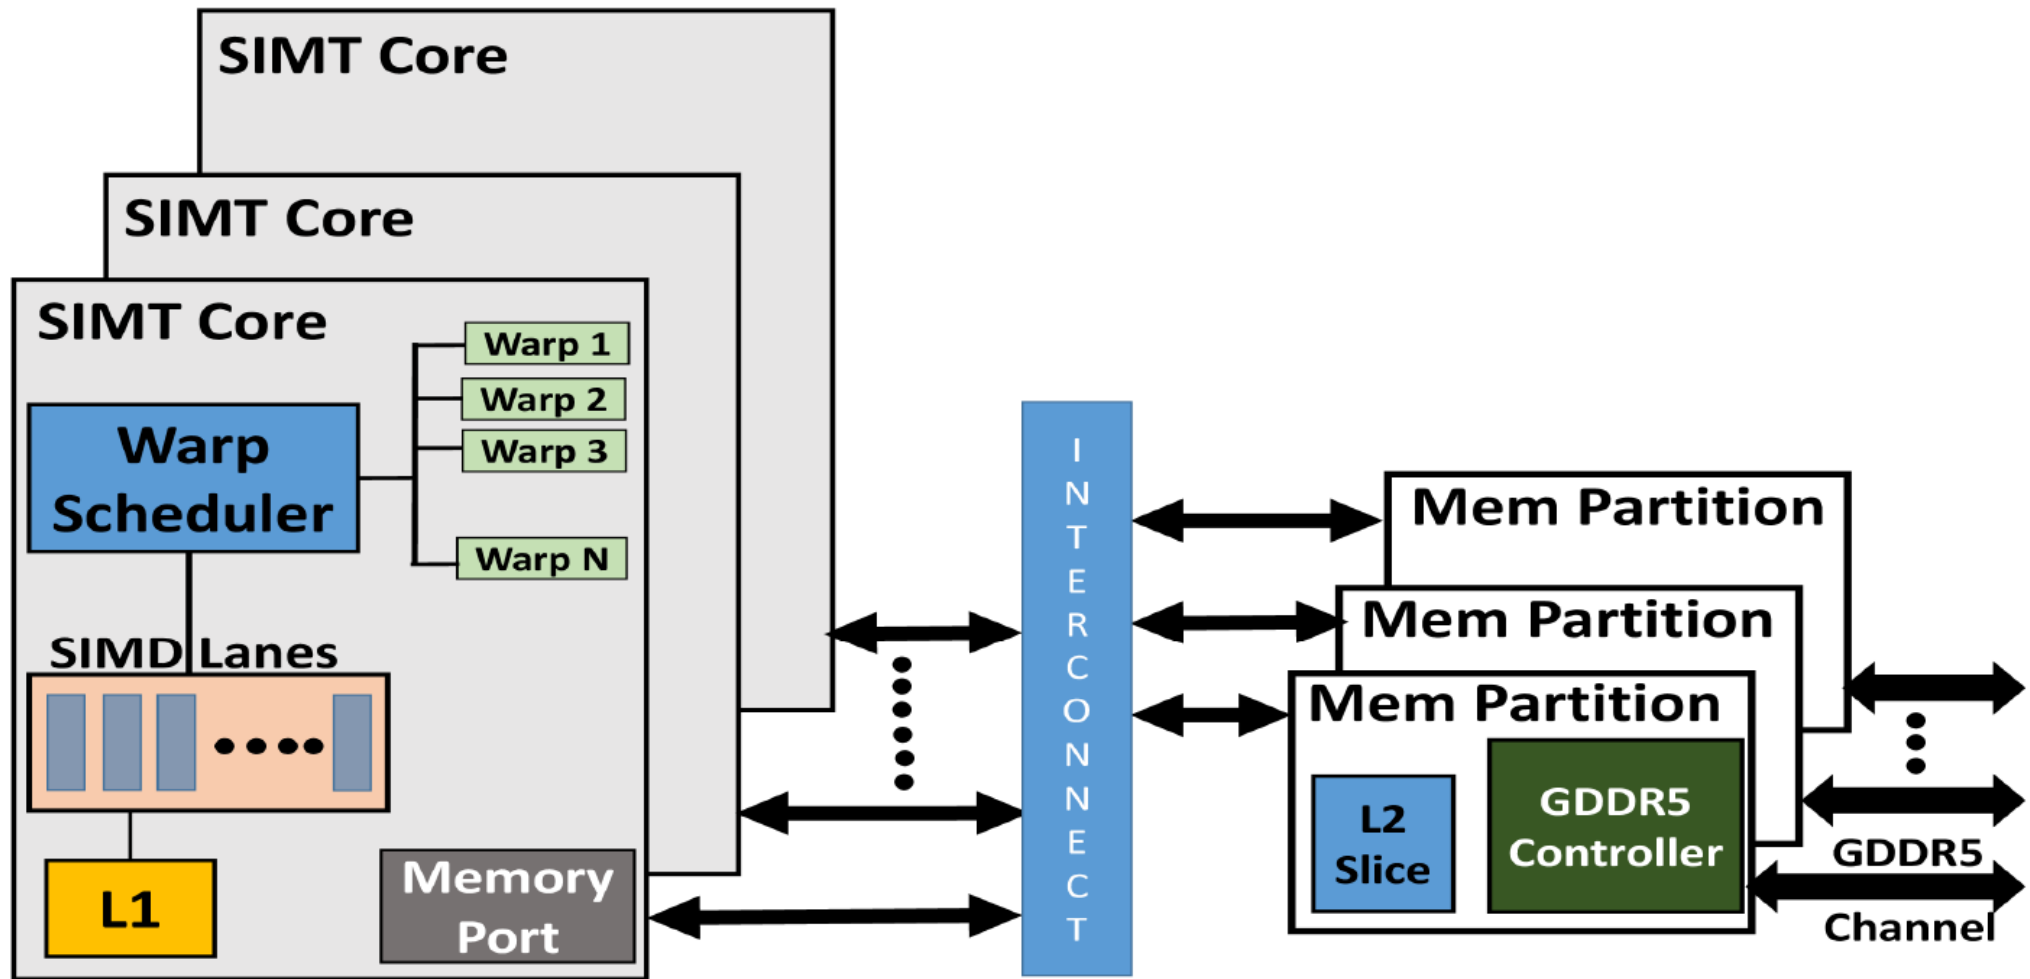 SIMT Core
SIMT Core
SIMT Core
Warp 1
Warp 2
Warp 3
Warp N
Warp
Scheduler
SIMD Lanes
L1
Memory
Port
INTERCONNECT
Mem Partition
Mem Partition
Mem Partition
L2
Slice
GDDR5
Controller
GDDR5
Channel